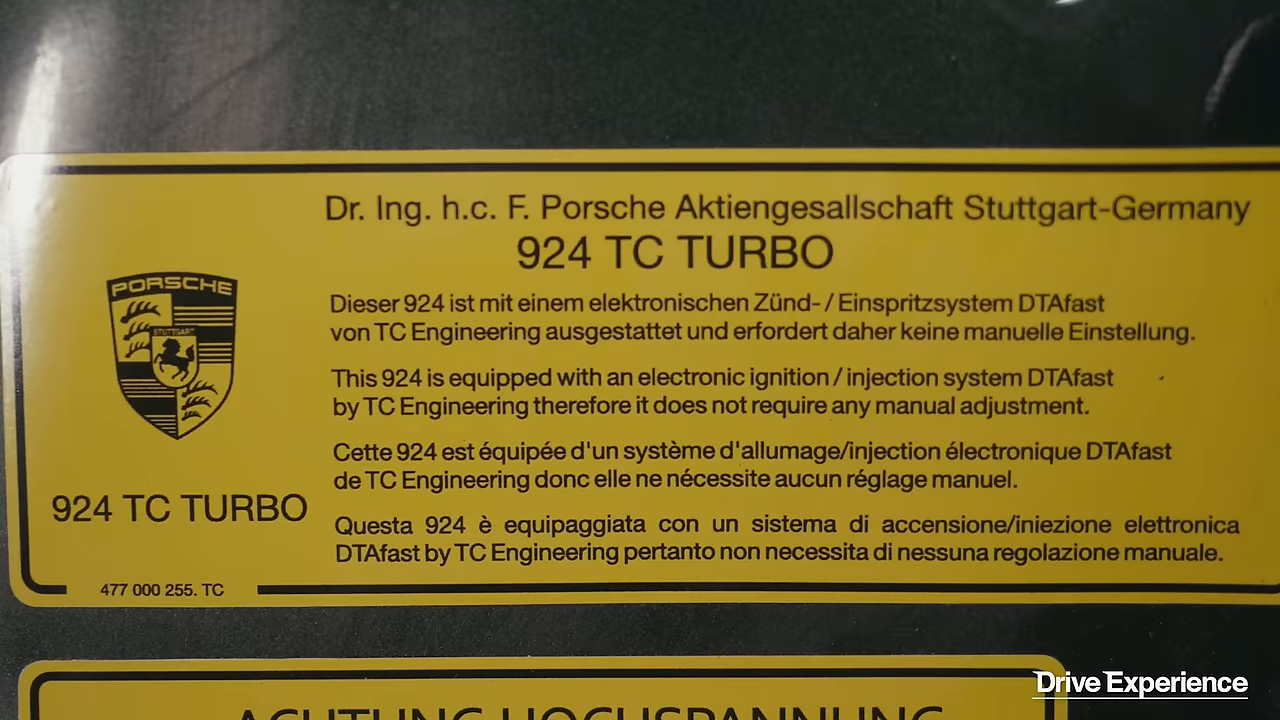 Dr. Ing. h.c. F. Porsche Aktiengesallschaft Stuttgart-Germany
924 TC TURBO
PORSCHE
STUTTGART
924 TC TURBO
477 000 255. TC
Dieser 924 ist mit einem elektronischen Zünd- / Einspritzsystem DTAfast
von TC Engineering ausgestattet und erfordert daher keine manuelle Einstellung.
This 924 is equipped with an electronic ignition / injection system DTAfast
by TC Engineering therefore it does not require any manual adjustment.
Cette 924 est équipée d'un système d'allumage/injection électronique DTAfast
de TC Engineering donc elle ne nécessite aucun réglage manuel.
Questa 924 è equipaggiata con un sistema di accensione/iniezione elettronica
DTAfast by TC Engineering pertanto non necessita di nessuna regolazione manuale.
ACHTUNG HOCHSPANNUNG
Drive Experience